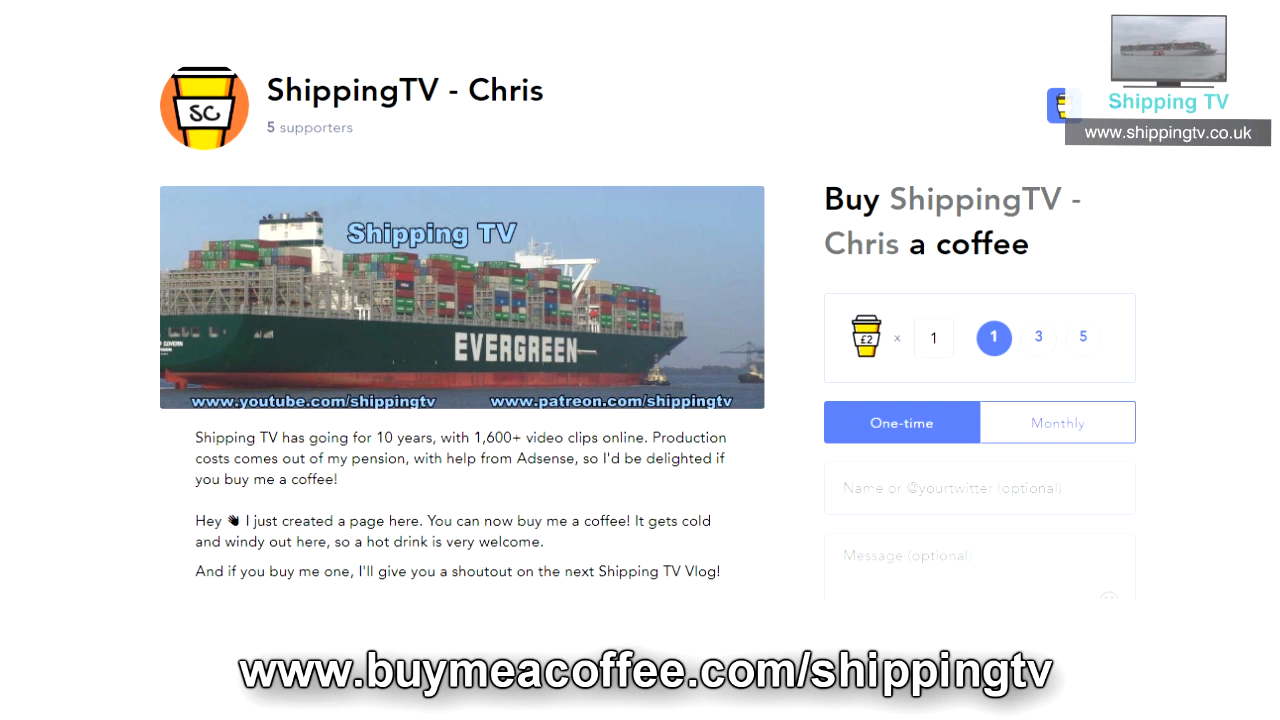 ShippingTV - Chris
5 supporters
SC
Shipping TV
www.shippingtv.co.uk
Shipping TV
EVERGREEN
www.youtube.com/shippingtv
www.patreon.com/shippingtv
Shipping TV has going for 10 years, with 1,600+ video clips online. Production
costs comes out of my pension, with help from Adsense, so I'd be delighted if
you buy me a coffee!
Hey 👋 I just created a page here. You can now buy me a coffee! It gets cold
and windy out here, so a hot drink is very welcome.
And if you buy me one, I'll give you a shoutout on the next Shipping TV Vlog!
Buy ShippingTV -
Chris a coffee
£2 x 1 1 3 5
One-time Monthly
Name or @yourtwitter (optional)
Message (optional)
www.buymeacoffee.com/shippingtv